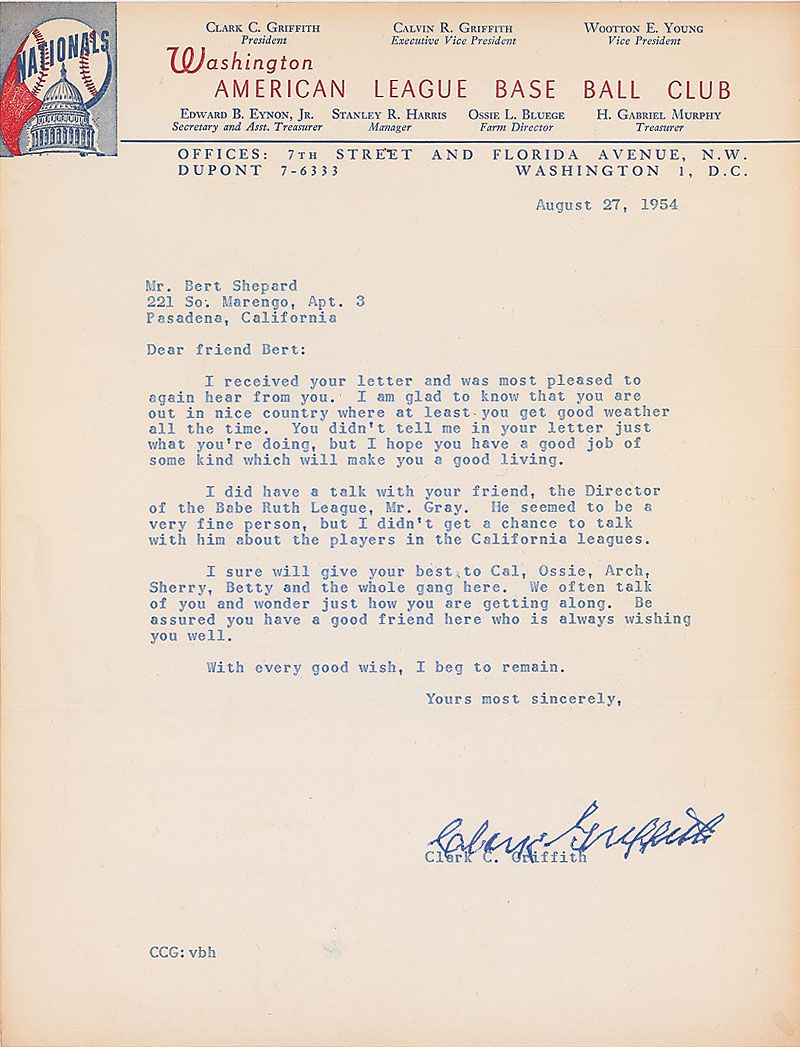 NATIONALS
CLARK C. GRIFFITH CALVIN R. GRIFFITH WOOTTON E. YOUNG
President Executive Vice President Vice President
Washington
AMERICAN LEAGUE BASE BALL CLUB
EDWARD B. EYNON, JR. STANLEY R. HARRIS OSSIE L. BLUEGE H. GABRIEL MURPHY
Secretary and Asst. Treasurer Manager Farm Director Treasurer
OFFICES: 7TH STREET AND FLORIDA AVENUE, N.W.
DUPONT 7-6333 WASHINGTON 1, D.C.
August 27, 1954
Mr. Bert Shepard
221 So. Marengo, Apt. 3
Pasadena, California
Dear friend Bert:
I received your letter and was most pleased to
again hear from you. I am glad to know that you are
out in nice country where at least you get good weather
all the time. You didn't tell me in your letter just
what you're doing, but I hope you have a good job of
some kind which will make you a good living.
I did have a talk with your friend, the Director
of the Babe Ruth League, Mr. Gray. He seemed to be a
very fine person, but I didn't get a chance to talk
with him about the players in the California leagues.
I sure will give your best to Cal, Ossie, Arch,
Sherry, Betty and the whole gang here. We often talk
of you and wonder just how you are getting along. Be
assured you have a good friend here who is always wishing
you well.
With every good wish, I beg to remain.
Yours most sincerely,
Clark Griffith
Clark C. Griffith
CCG:vbh